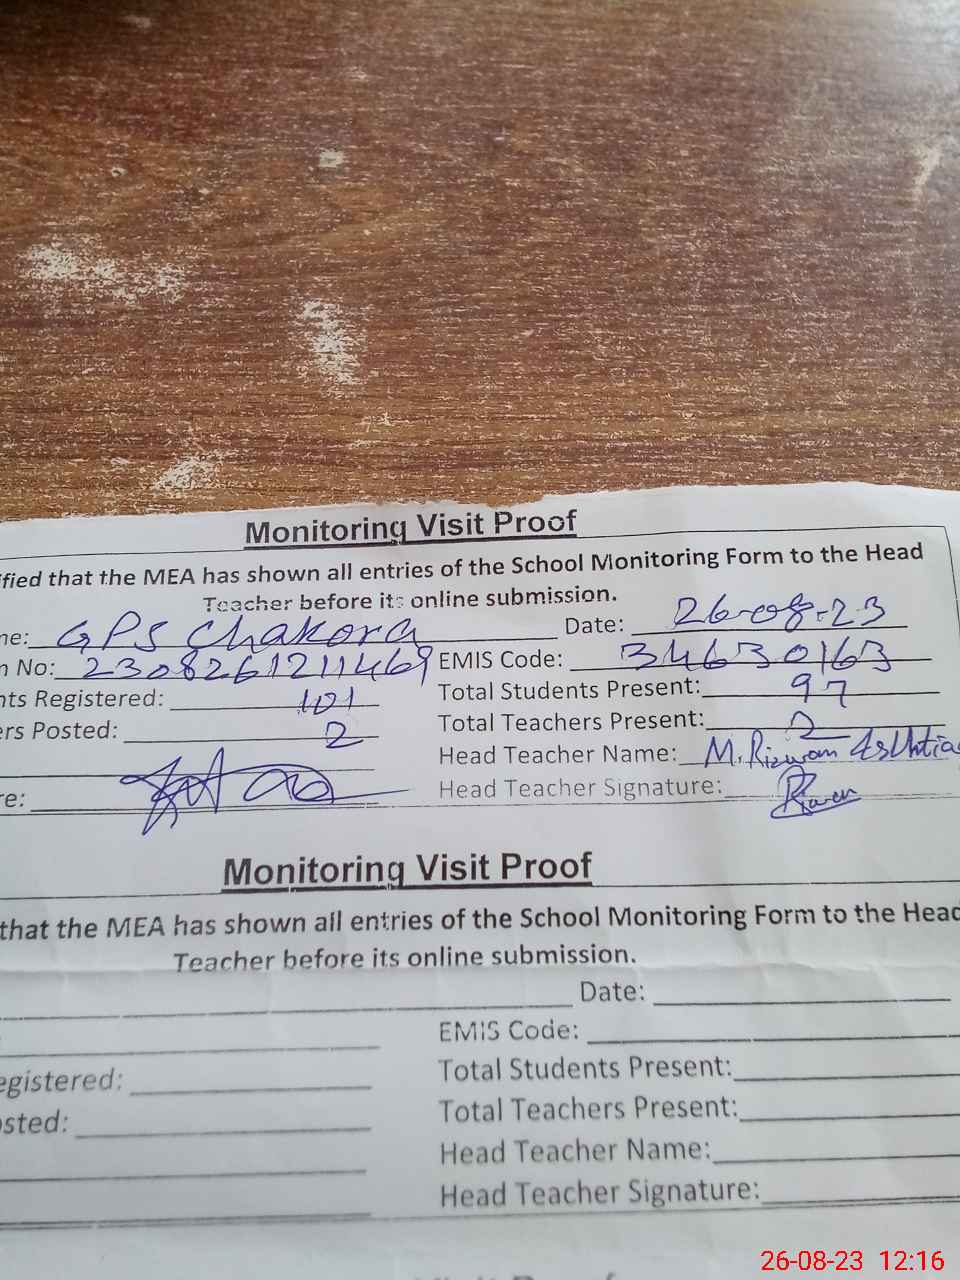 Monitoring Visit Proof
ified that the MEA has shown all entries of the School Monitoring Form to the Head
Teacher before its online submission.
me: GPS Chakora Date: 26-08-23
n No: 2308261211469 EMIS Code: 34630163
nts Registered: 101 Total Students Present: 97
ers Posted: 2 Total Teachers Present: 2
Head Teacher Name: M. Rizwan
re: Head Teacher Signature:
Monitoring Visit Proof
that the MEA has shown all entries of the School Monitoring Form to the Head
Teacher before its online submission.
Date:
EMIS Code:
egistered: Total Students Present:
osted: Total Teachers Present:
Head Teacher Name:
Head Teacher Signature:
26-08-23 12:16